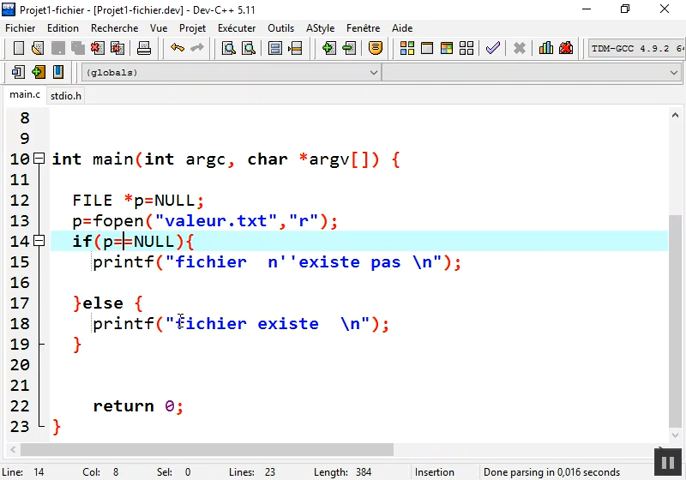 Projet1-fichier - [Projet1-fichier.dev] - Dev-C++ 5.11
Fichier Edition Recherche Vue Projet Exécuter Outils AStyle Fenêtre Aide
TDM-GCC 4.9.2 64
(globals)
main.c stdio.h
8
9
10 int main(int argc, char *argv[]) {
11
12 FILE *p=NULL;
13 p=fopen("valeur.txt","r");
14 if(p==NULL){
15 printf("fichier  n''existe pas \n");
16
17 }else {
18 printf("fichier existe  \n");
19 }
20
21
22 return 0;
23 }
Line: 14 Col: 8 Sel: 0 Lines: 23 Length: 384 Insertion Done parsing in 0,016 seconds